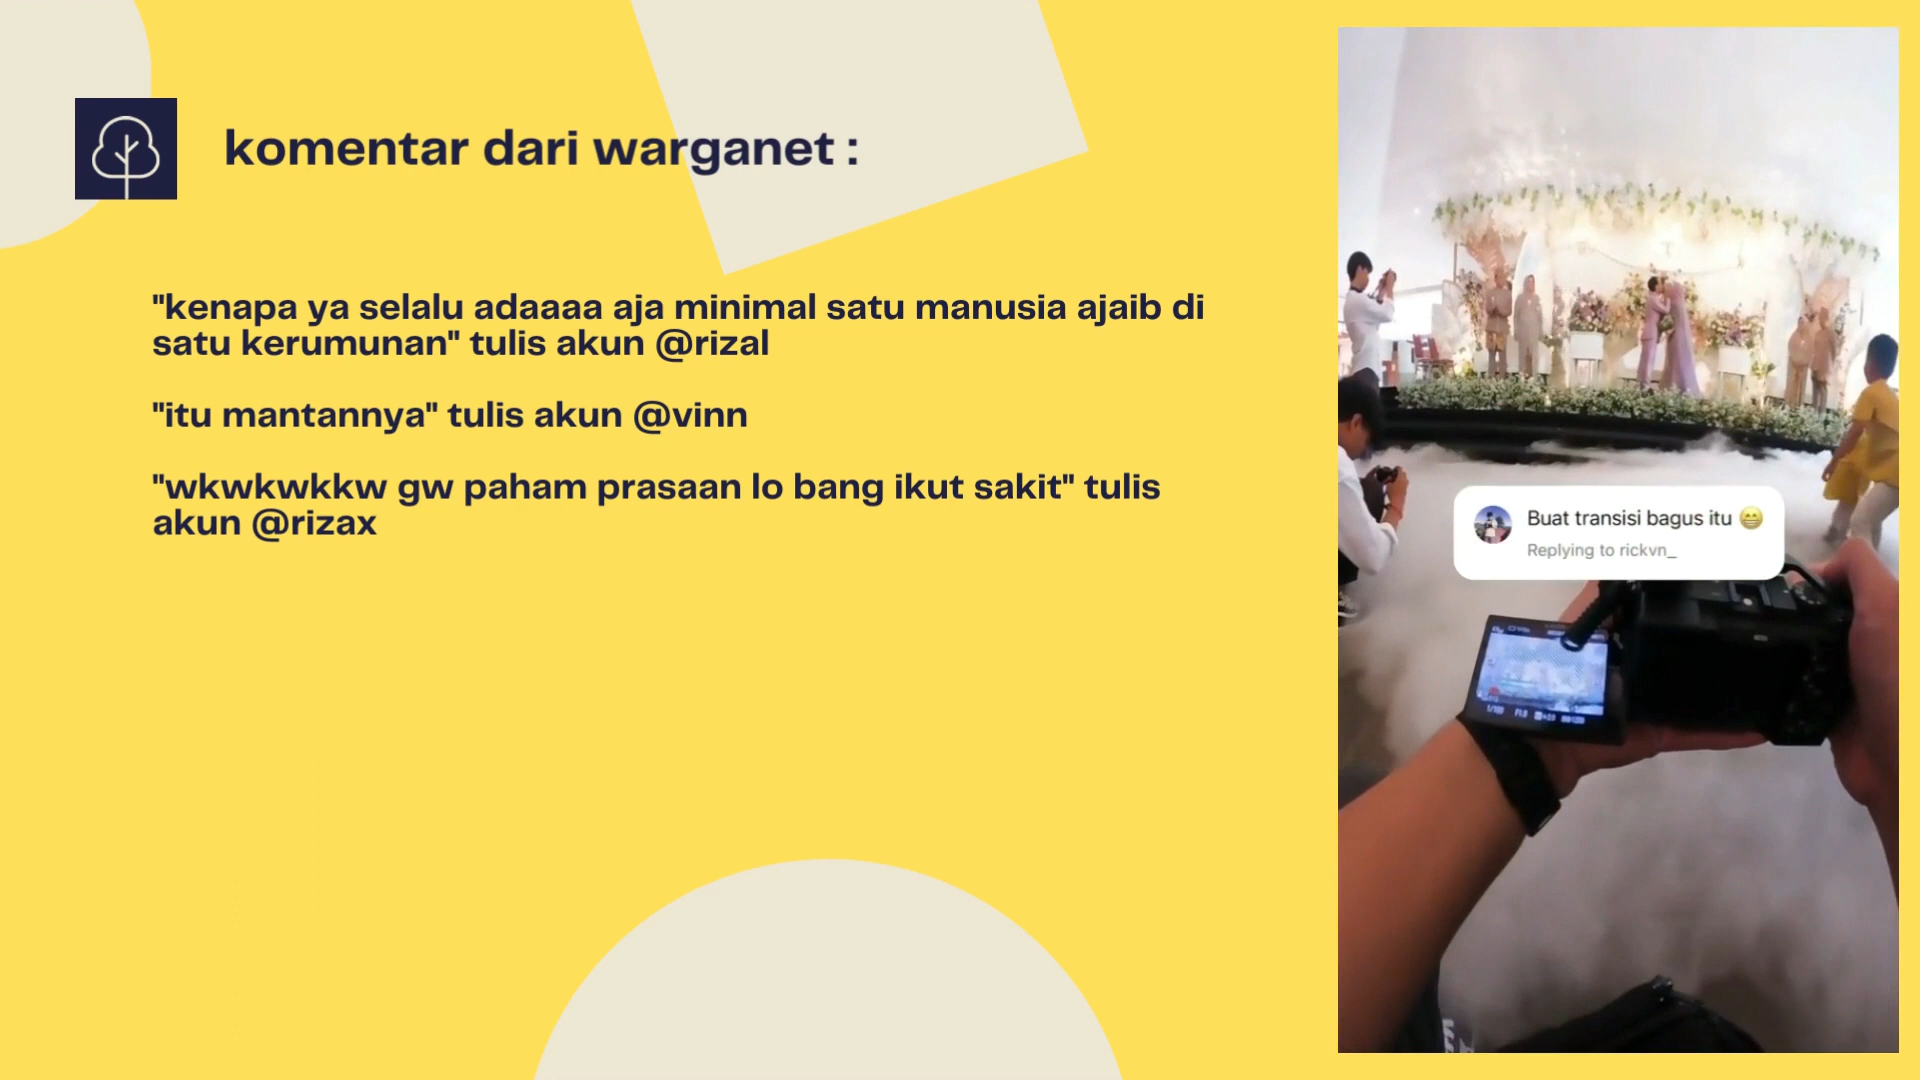 komentar dari warganet :
"kenapa ya selalu adaaaa aja minimal satu manusia ajaib di
satu kerumunan" tulis akun @rizal
"itu mantannya" tulis akun @vinn
"wkwkwkkw gw paham prasaan lo bang ikut sakit" tulis
akun @rizax
Buat transisi bagus itu 😁
Replying to rickvn_